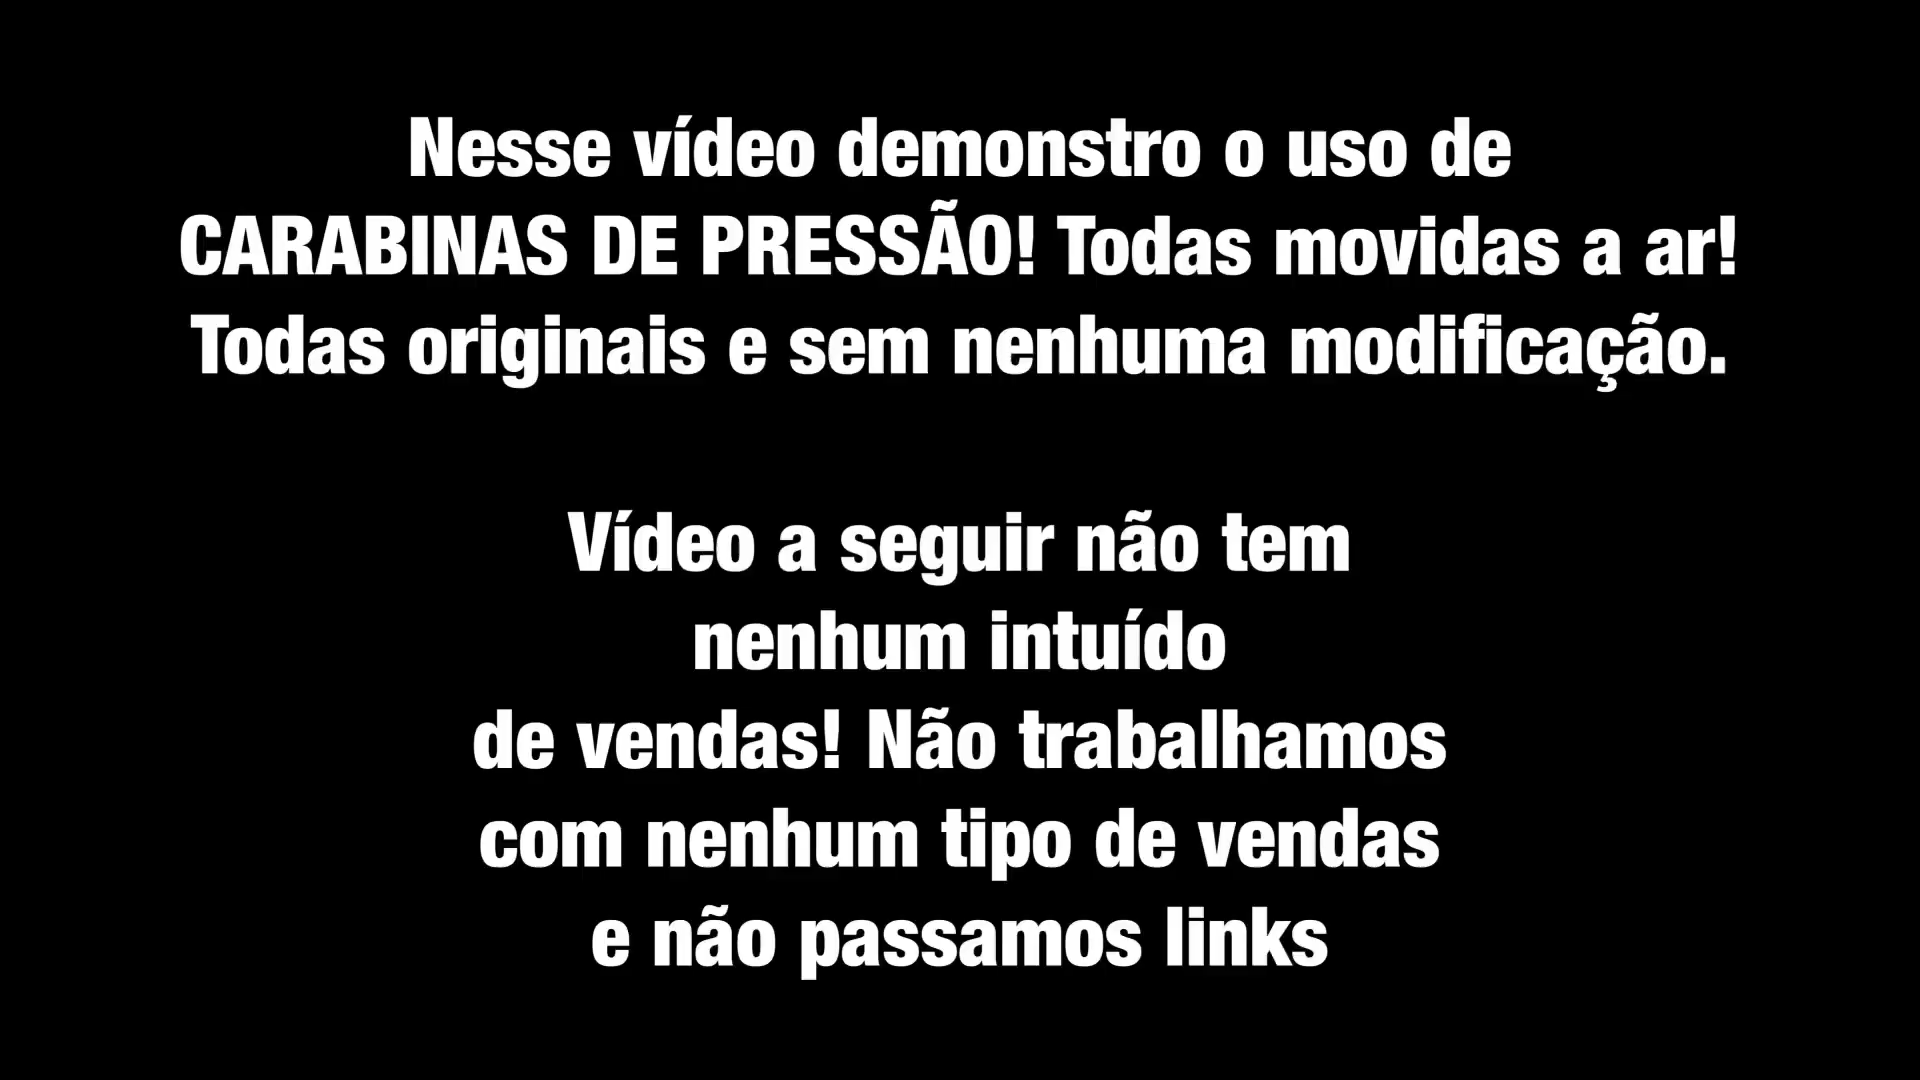 Nesse vídeo demonstro o uso de
CARABINAS DE PRESSÃO! Todas movidas a ar!
Todas originais e sem nenhuma modificação.
Vídeo a seguir não tem
nenhum intuído
de vendas! Não trabalhamos
com nenhum tipo de vendas
e não passamos links